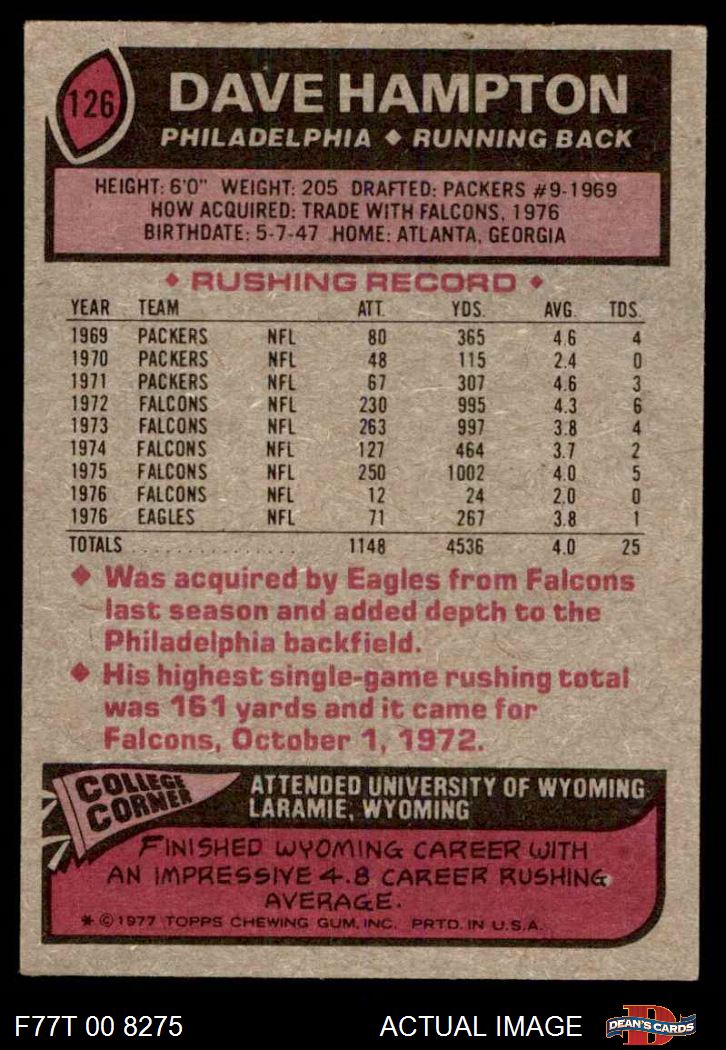 126
DAVE HAMPTON
PHILADELPHIA ◆ RUNNING BACK
HEIGHT: 6'0" WEIGHT: 205 DRAFTED: PACKERS #9-1969
HOW ACQUIRED: TRADE WITH FALCONS, 1976
BIRTHDATE: 5-7-47 HOME: ATLANTA, GEORGIA
◆ RUSHING RECORD ◆
YEAR TEAM ATT. YDS. AVG. TDS.
1969 PACKERS NFL 80 365 4.6 4
1970 PACKERS NFL 48 115 2.4 0
1971 PACKERS NFL 67 307 4.6 3
1972 FALCONS NFL 230 995 4.3 6
1973 FALCONS NFL 263 997 3.8 4
1974 FALCONS NFL 127 464 3.7 2
1975 FALCONS NFL 250 1002 4.0 5
1976 FALCONS NFL 12 24 2.0 0
1976 EAGLES NFL 71 267 3.8 1
TOTALS . . . . . . . . . . . . . . . . 1148 4536 4.0 25
◆ Was acquired by Eagles from Falcons
last season and added depth to the
Philadelphia backfield.
◆ His highest single-game rushing total
was 161 yards and it came for
Falcons, October 1, 1972.
COLLEGE
CORNER
ATTENDED UNIVERSITY OF WYOMING
LARAMIE, WYOMING
FINISHED WYOMING CAREER WITH
AN IMPRESSIVE 4.8 CAREER RUSHING
AVERAGE.
* © 1977 TOPPS CHEWING GUM, INC. PRTD. IN U.S.A.
F77T 00 8275
ACTUAL IMAGE
D
DEAN'S CARDS